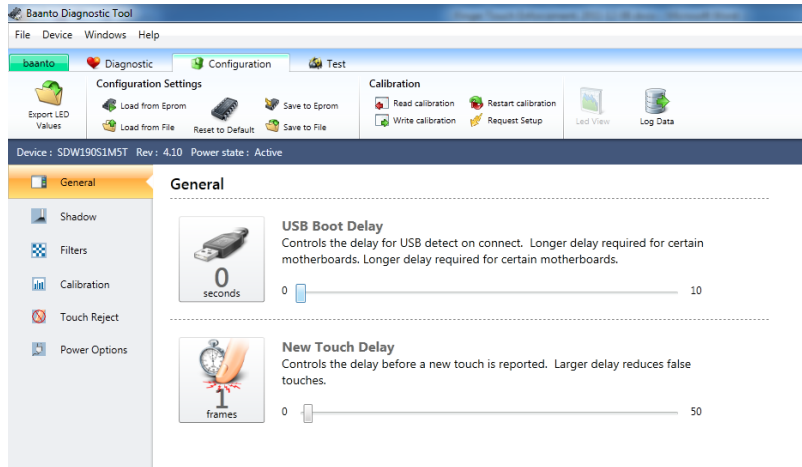 Baanto Diagnostic Tool
File Device Windows Help
baanto Diagnostic Configuration Test
Configuration Settings
Calibration
Export LED
Values
Load from Eprom
Load from File
Reset to Default
Save to Eprom
Save to File
Read calibration
Write calibration
Restart calibration
Request Setup
Led View
Log Data
Device : SDW190S1M5T Rev : 4.10 Power state : Active
General
Shadow
Filters
Calibration
Touch Reject
Power Options
General
USB Boot Delay
Controls the delay for USB detect on connect. Longer delay required for certain
motherboards. Longer delay required for certain motherboards.
0
seconds
0 10
New Touch Delay
Controls the delay before a new touch is reported. Larger delay reduces false
touches.
1
frames
0 50